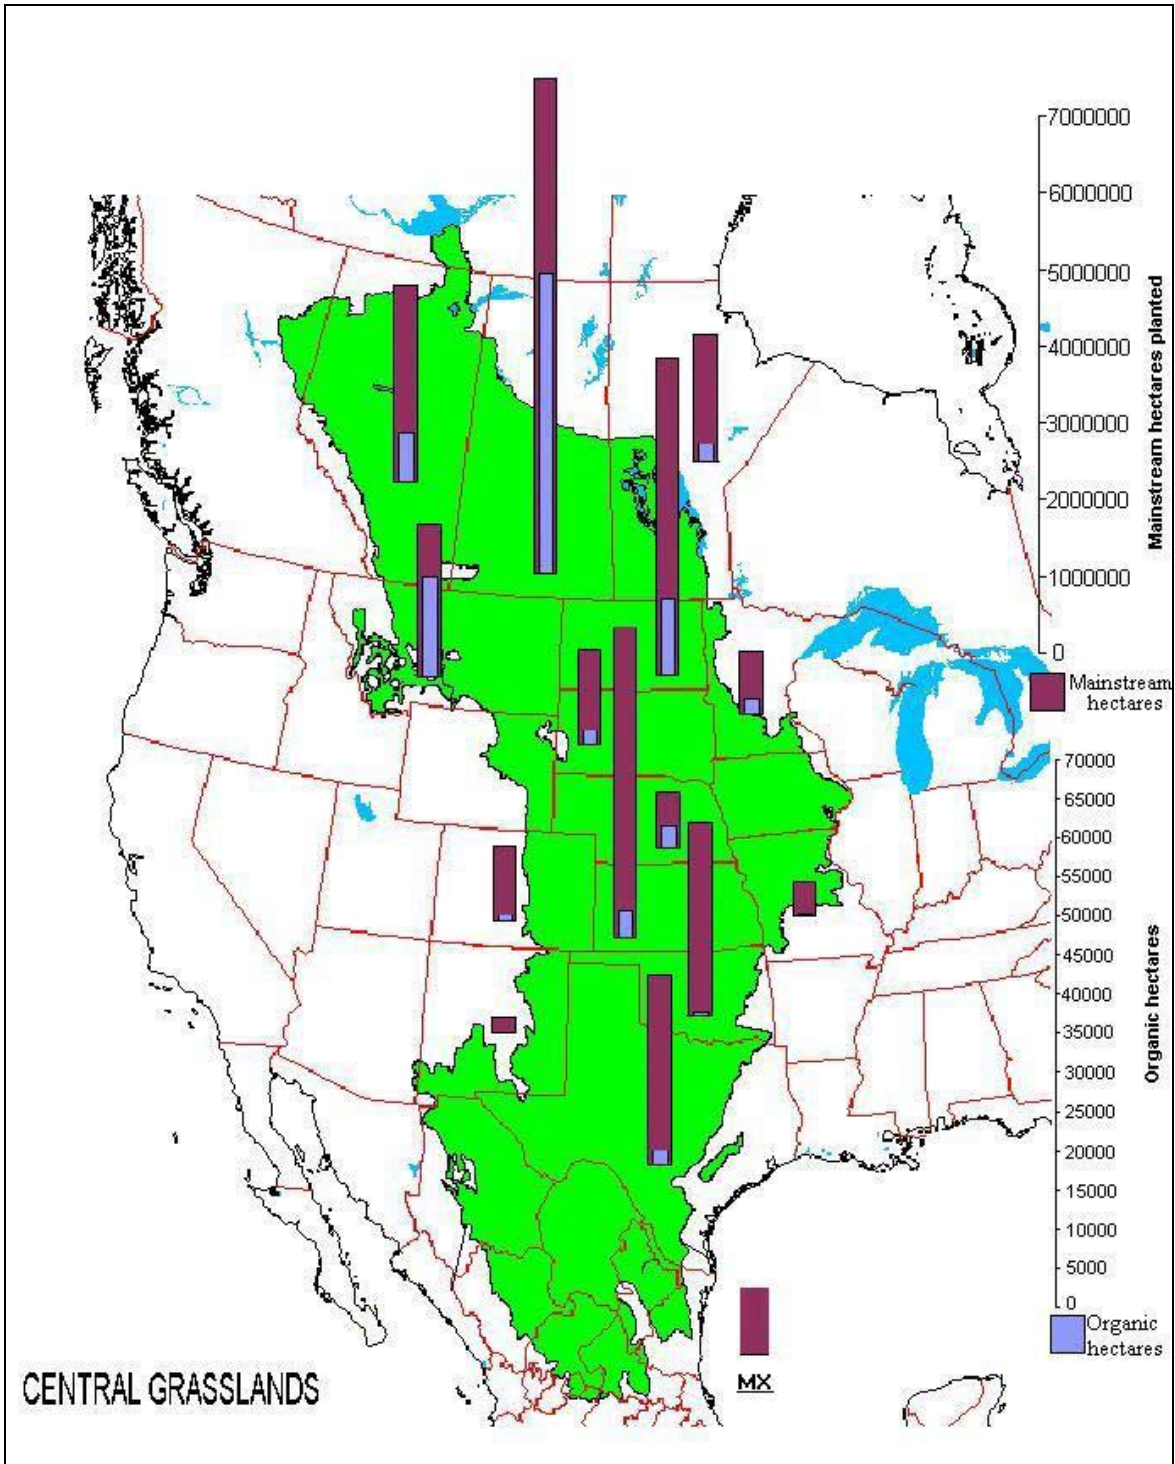 7000000
6000000
5000000
4000000
3000000
2000000
1000000
0
Mainstream hectares planted
Mainstream
hectares
70000
65000
60000
55000
50000
45000
40000
35000
30000
25000
20000
15000
10000
5000
0
Organic hectares
Organic
hectares
MX
CENTRAL GRASSLANDS